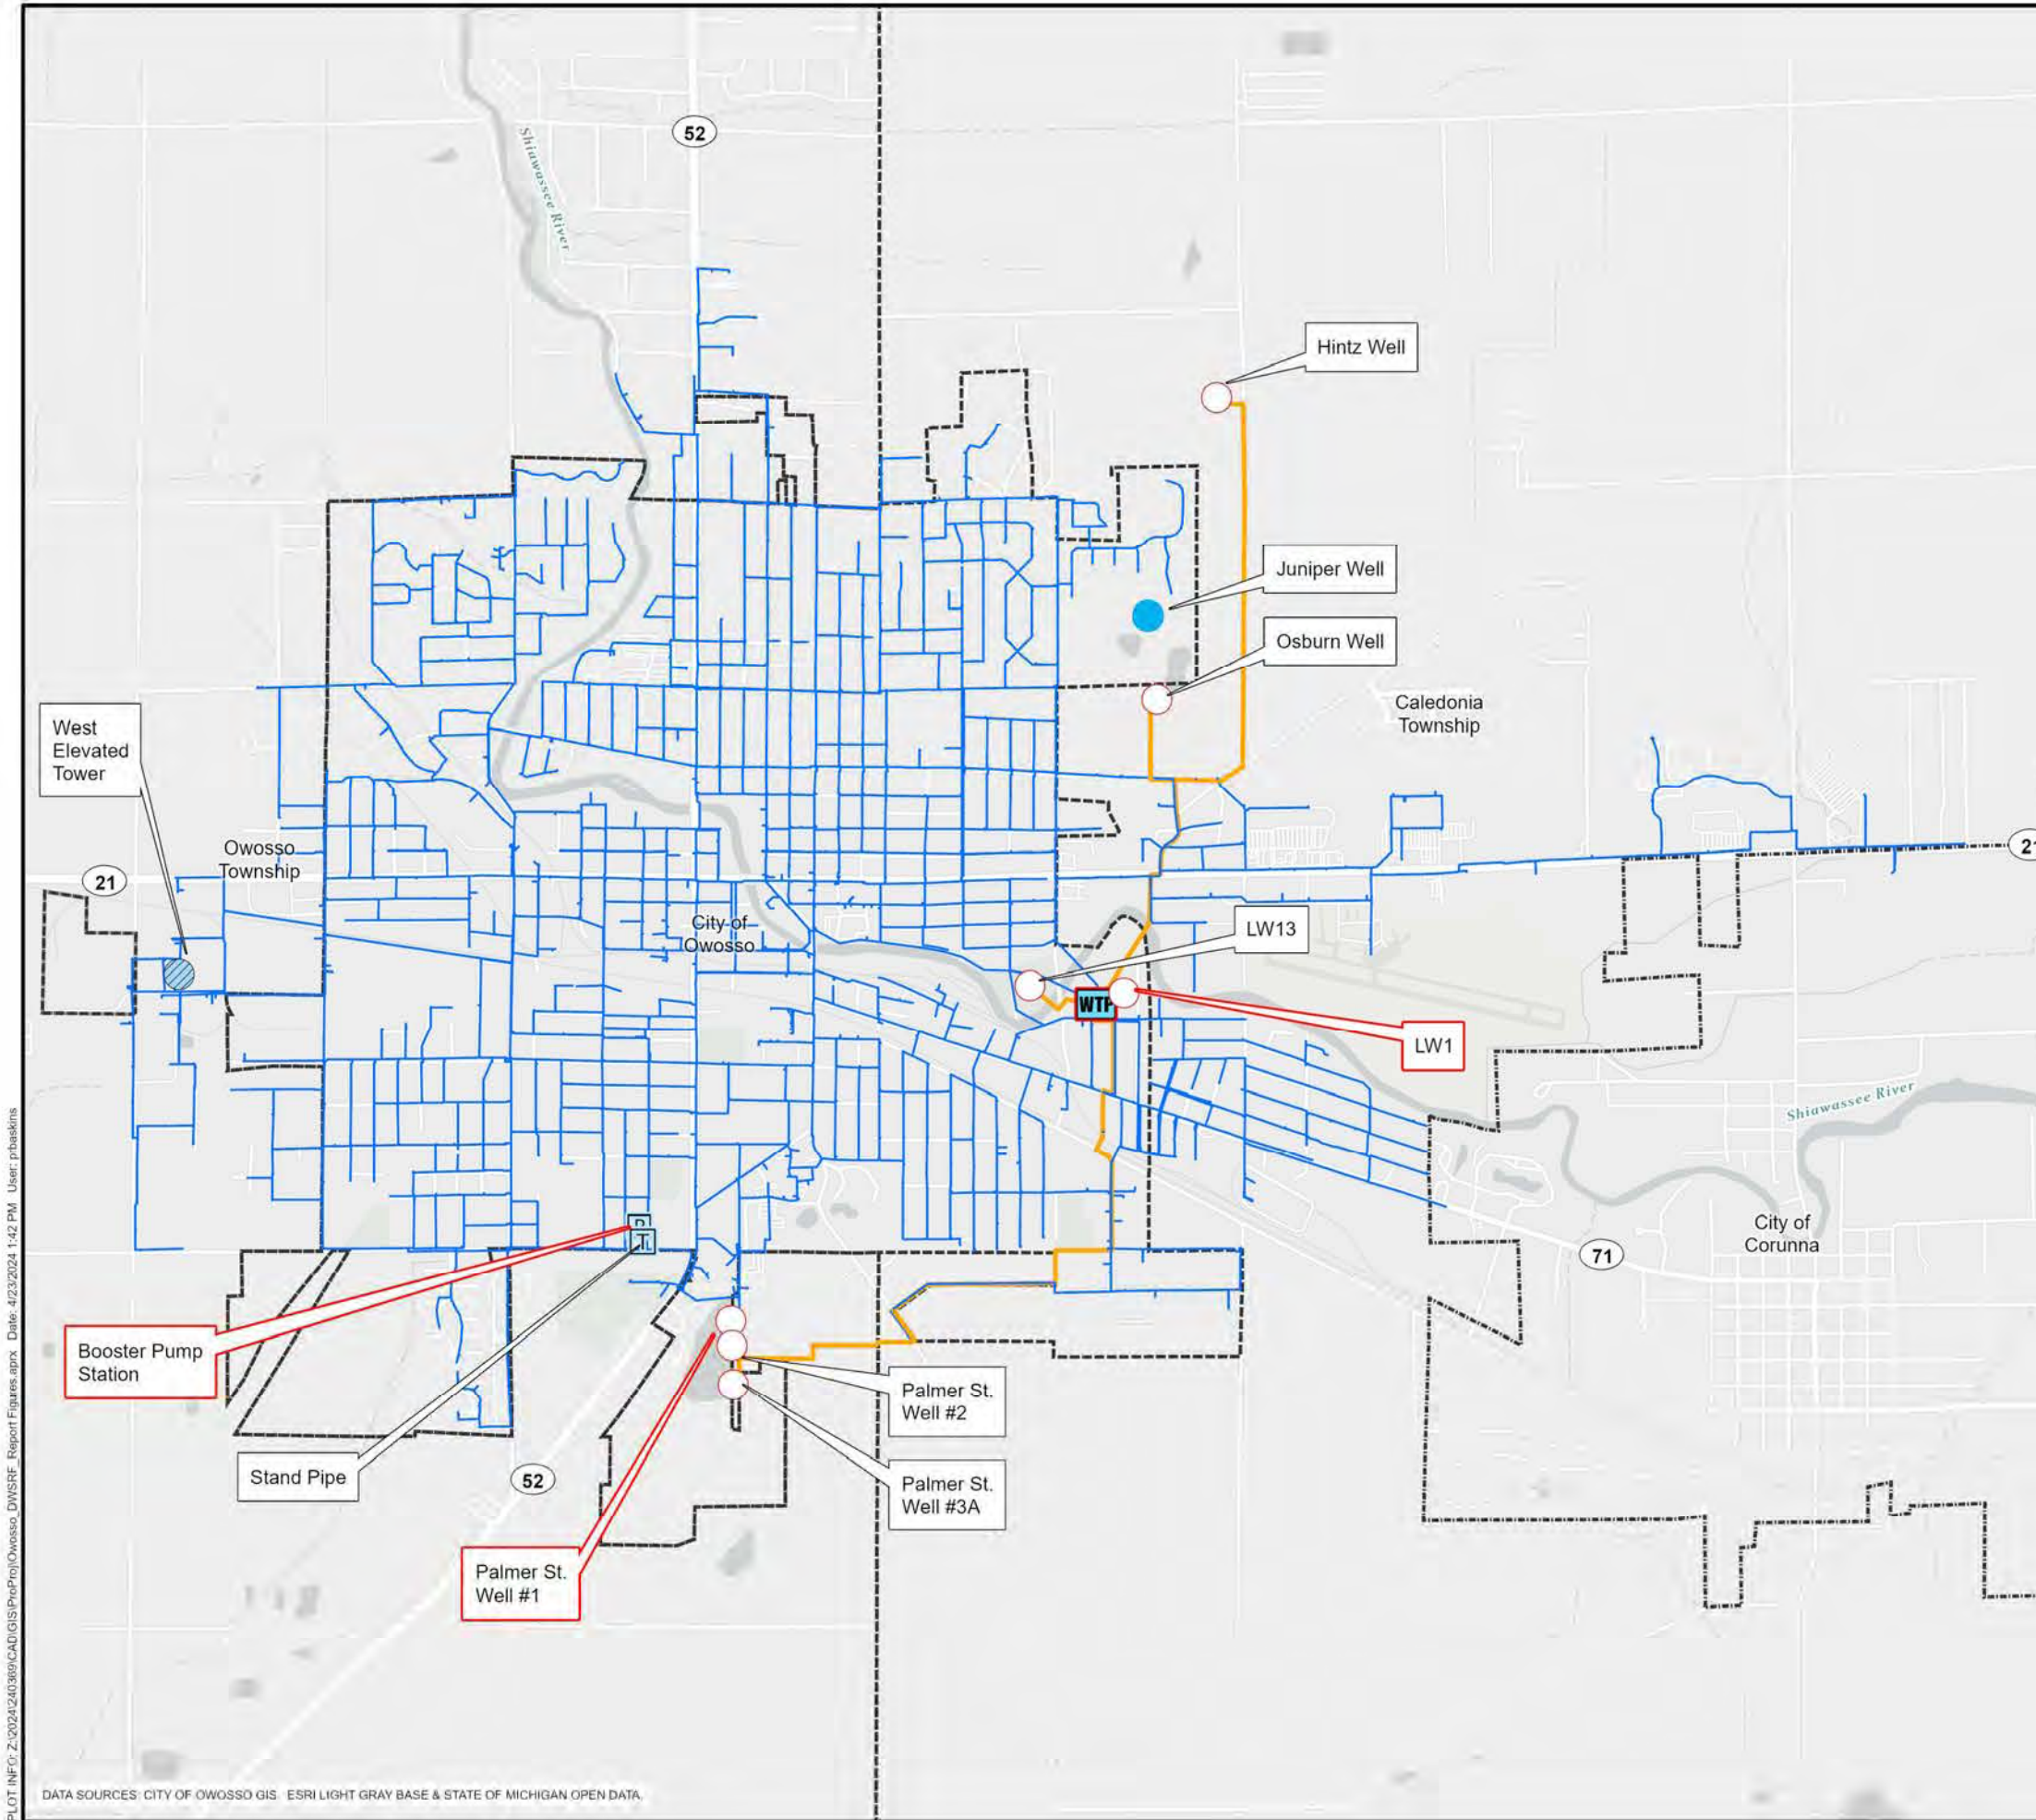 52
Shiawassee River
Hintz Well
Juniper Well
Osburn Well
Caledonia
Township
West
Elevated
Tower
Owosso
Township
21
21
City of
Owosso
LW13
WTP
LW1
Shiawassee River
City of
Corunna
71
Booster Pump
Station
Stand Pipe
52
Palmer St.
Well #2
Palmer St.
Well #3A
Palmer St.
Well #1
DATA SOURCES: CITY OF OWOSSO GIS. ESRI LIGHT GRAY BASE & STATE OF MICHIGAN OPEN DATA.
PLOT INFO: Z:\2024\240369\CAD\GIS\ProProj\Owosso_DWSRF_Report Figures.aprx Date: 4/23/2024 1:42 PM User: prbaskins